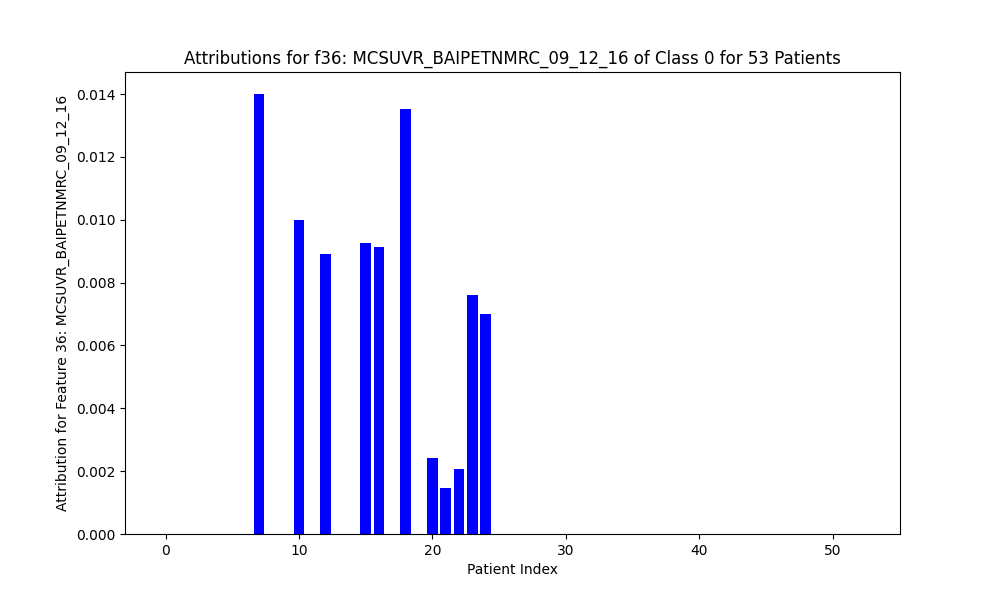 Attributions for f36: MCSUVR_BAIPETNMRC_09_12_16 of Class 0 for 53 Patients
Attribution for Feature 36: MCSUVR_BAIPETNMRC_09_12_16
0.014
0.012
0.010
0.008
0.006
0.004
0.002
0.000
0 10 20 30 40 50
Patient Index